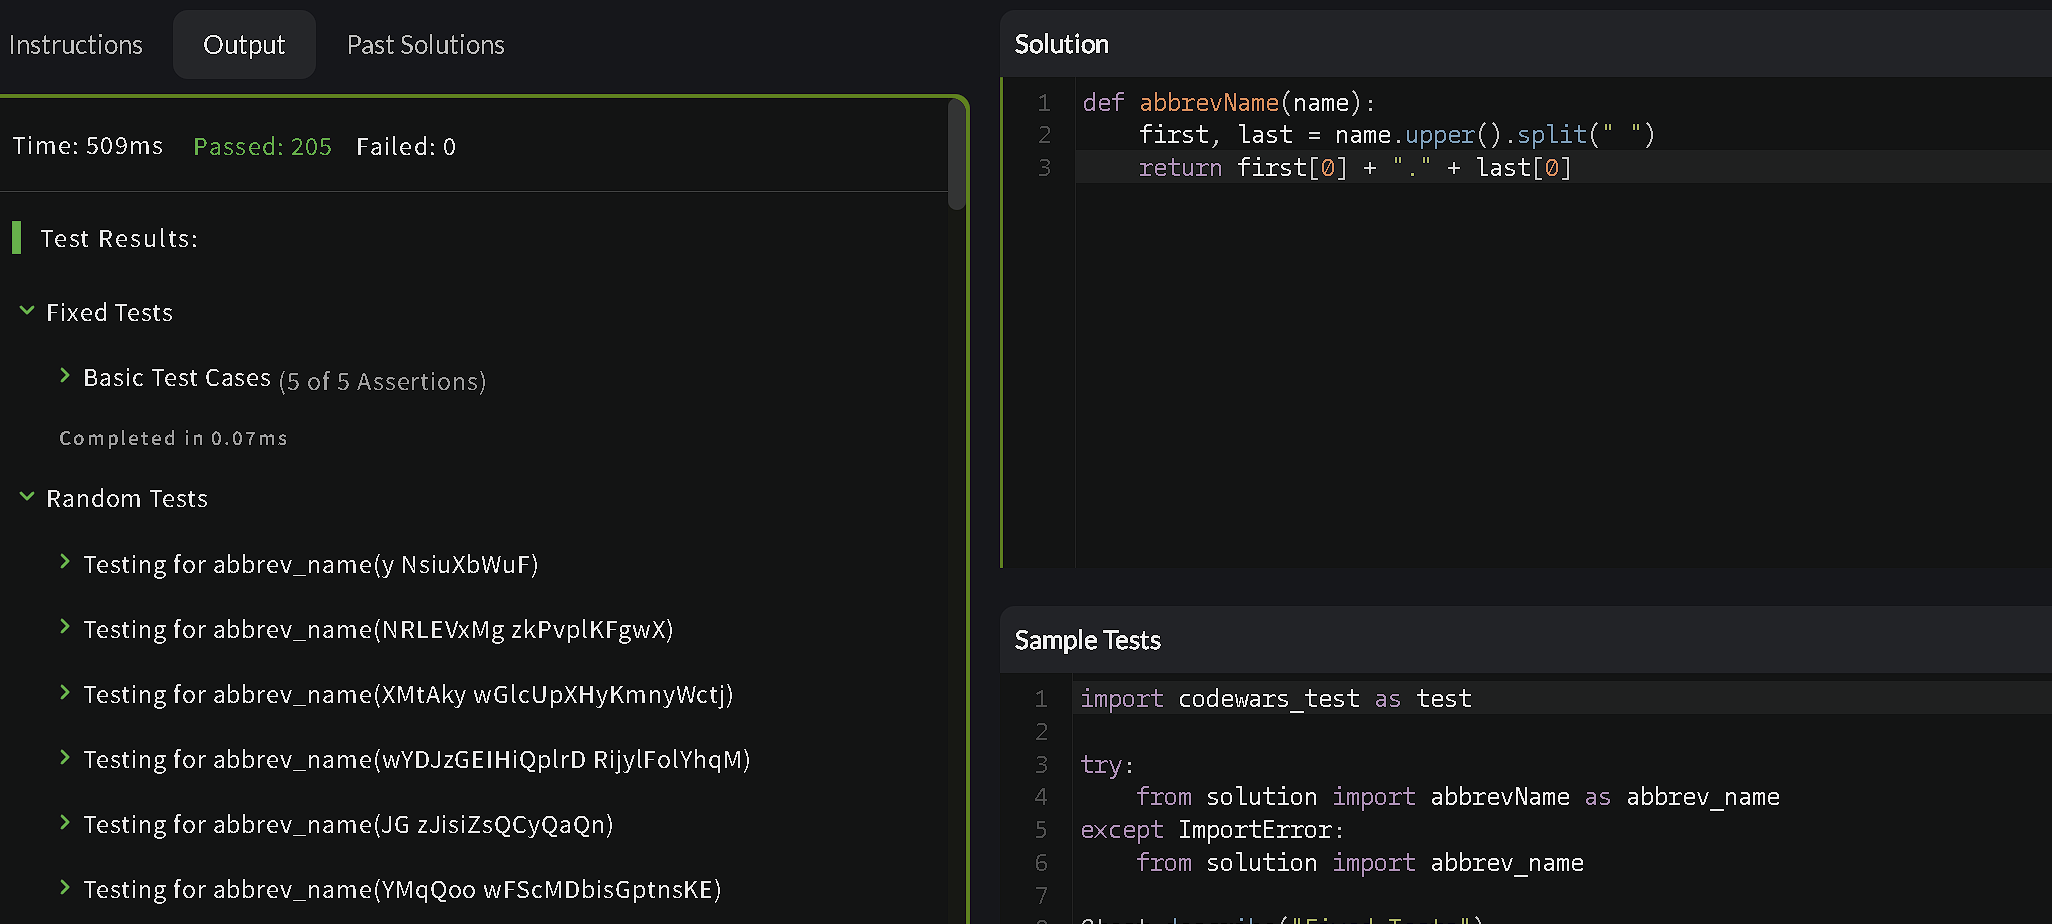 Instructions
Output
Past Solutions
Time: 509ms Passed: 205 Failed: 0
Test Results:
Fixed Tests
Basic Test Cases (5 of 5 Assertions)
Completed in 0.07ms
Random Tests
Testing for abbrev_name(y NsiuXbWuF)
Testing for abbrev_name(NRLEVxMg zkPvplKFgwX)
Testing for abbrev_name(XMtAky wGlcUpXHyKmnyWctj)
Testing for abbrev_name(wYDJzGEIHiQplrD RijylFolYhqM)
Testing for abbrev_name(JG zJisiZsQCyQaQn)
Testing for abbrev_name(YMqQoo wFScMDbisGptnsKE)
Solution
1 def abbrevName(name):
2     first, last = name.upper().split(" ")
3     return first[0] + "." + last[0]
Sample Tests
1 import codewars_test as test
2
3 try:
4     from solution import abbrevName as abbrev_name
5 except ImportError:
6     from solution import abbrev_name
7